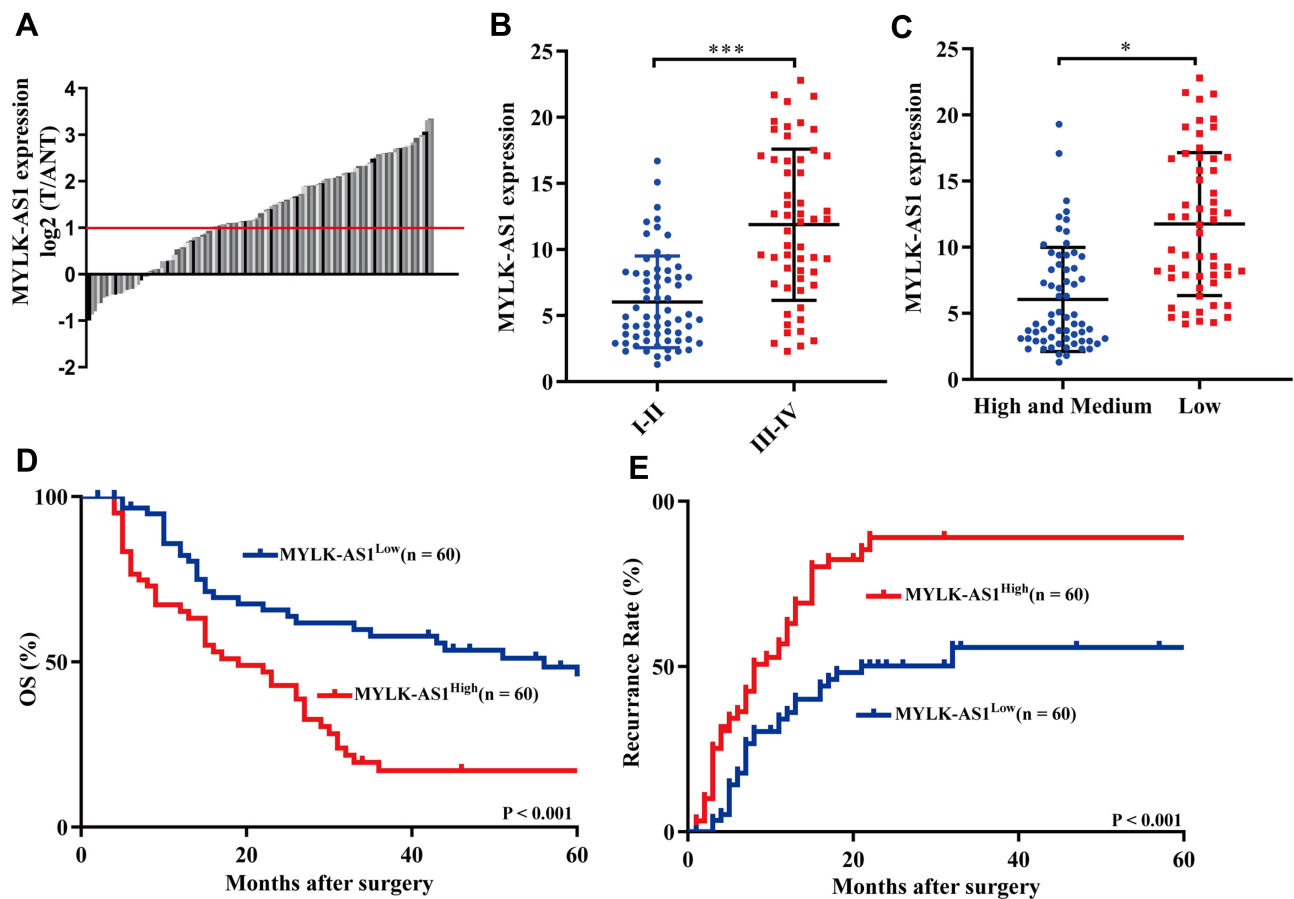 A
MYLK-AS1 expression
log2 (T/ANT)
4
3
2
1
0
-1
-2
B
MYLK-AS1 expression
25
20
15
10
5
0
***
I-II
III-IV
C
MYLK-AS1 expression
25
20
15
10
5
0
*
High and Medium
Low
D
OS (%)
100
50
0
MYLK-AS1Low(n = 60)
MYLK-AS1High(n = 60)
P < 0.001
0
20
40
60
Months after surgery
E
Recurrance Rate (%)
00
50
0
MYLK-AS1High(n = 60)
MYLK-AS1Low(n = 60)
P < 0.001
0
20
40
60
Months after surgery